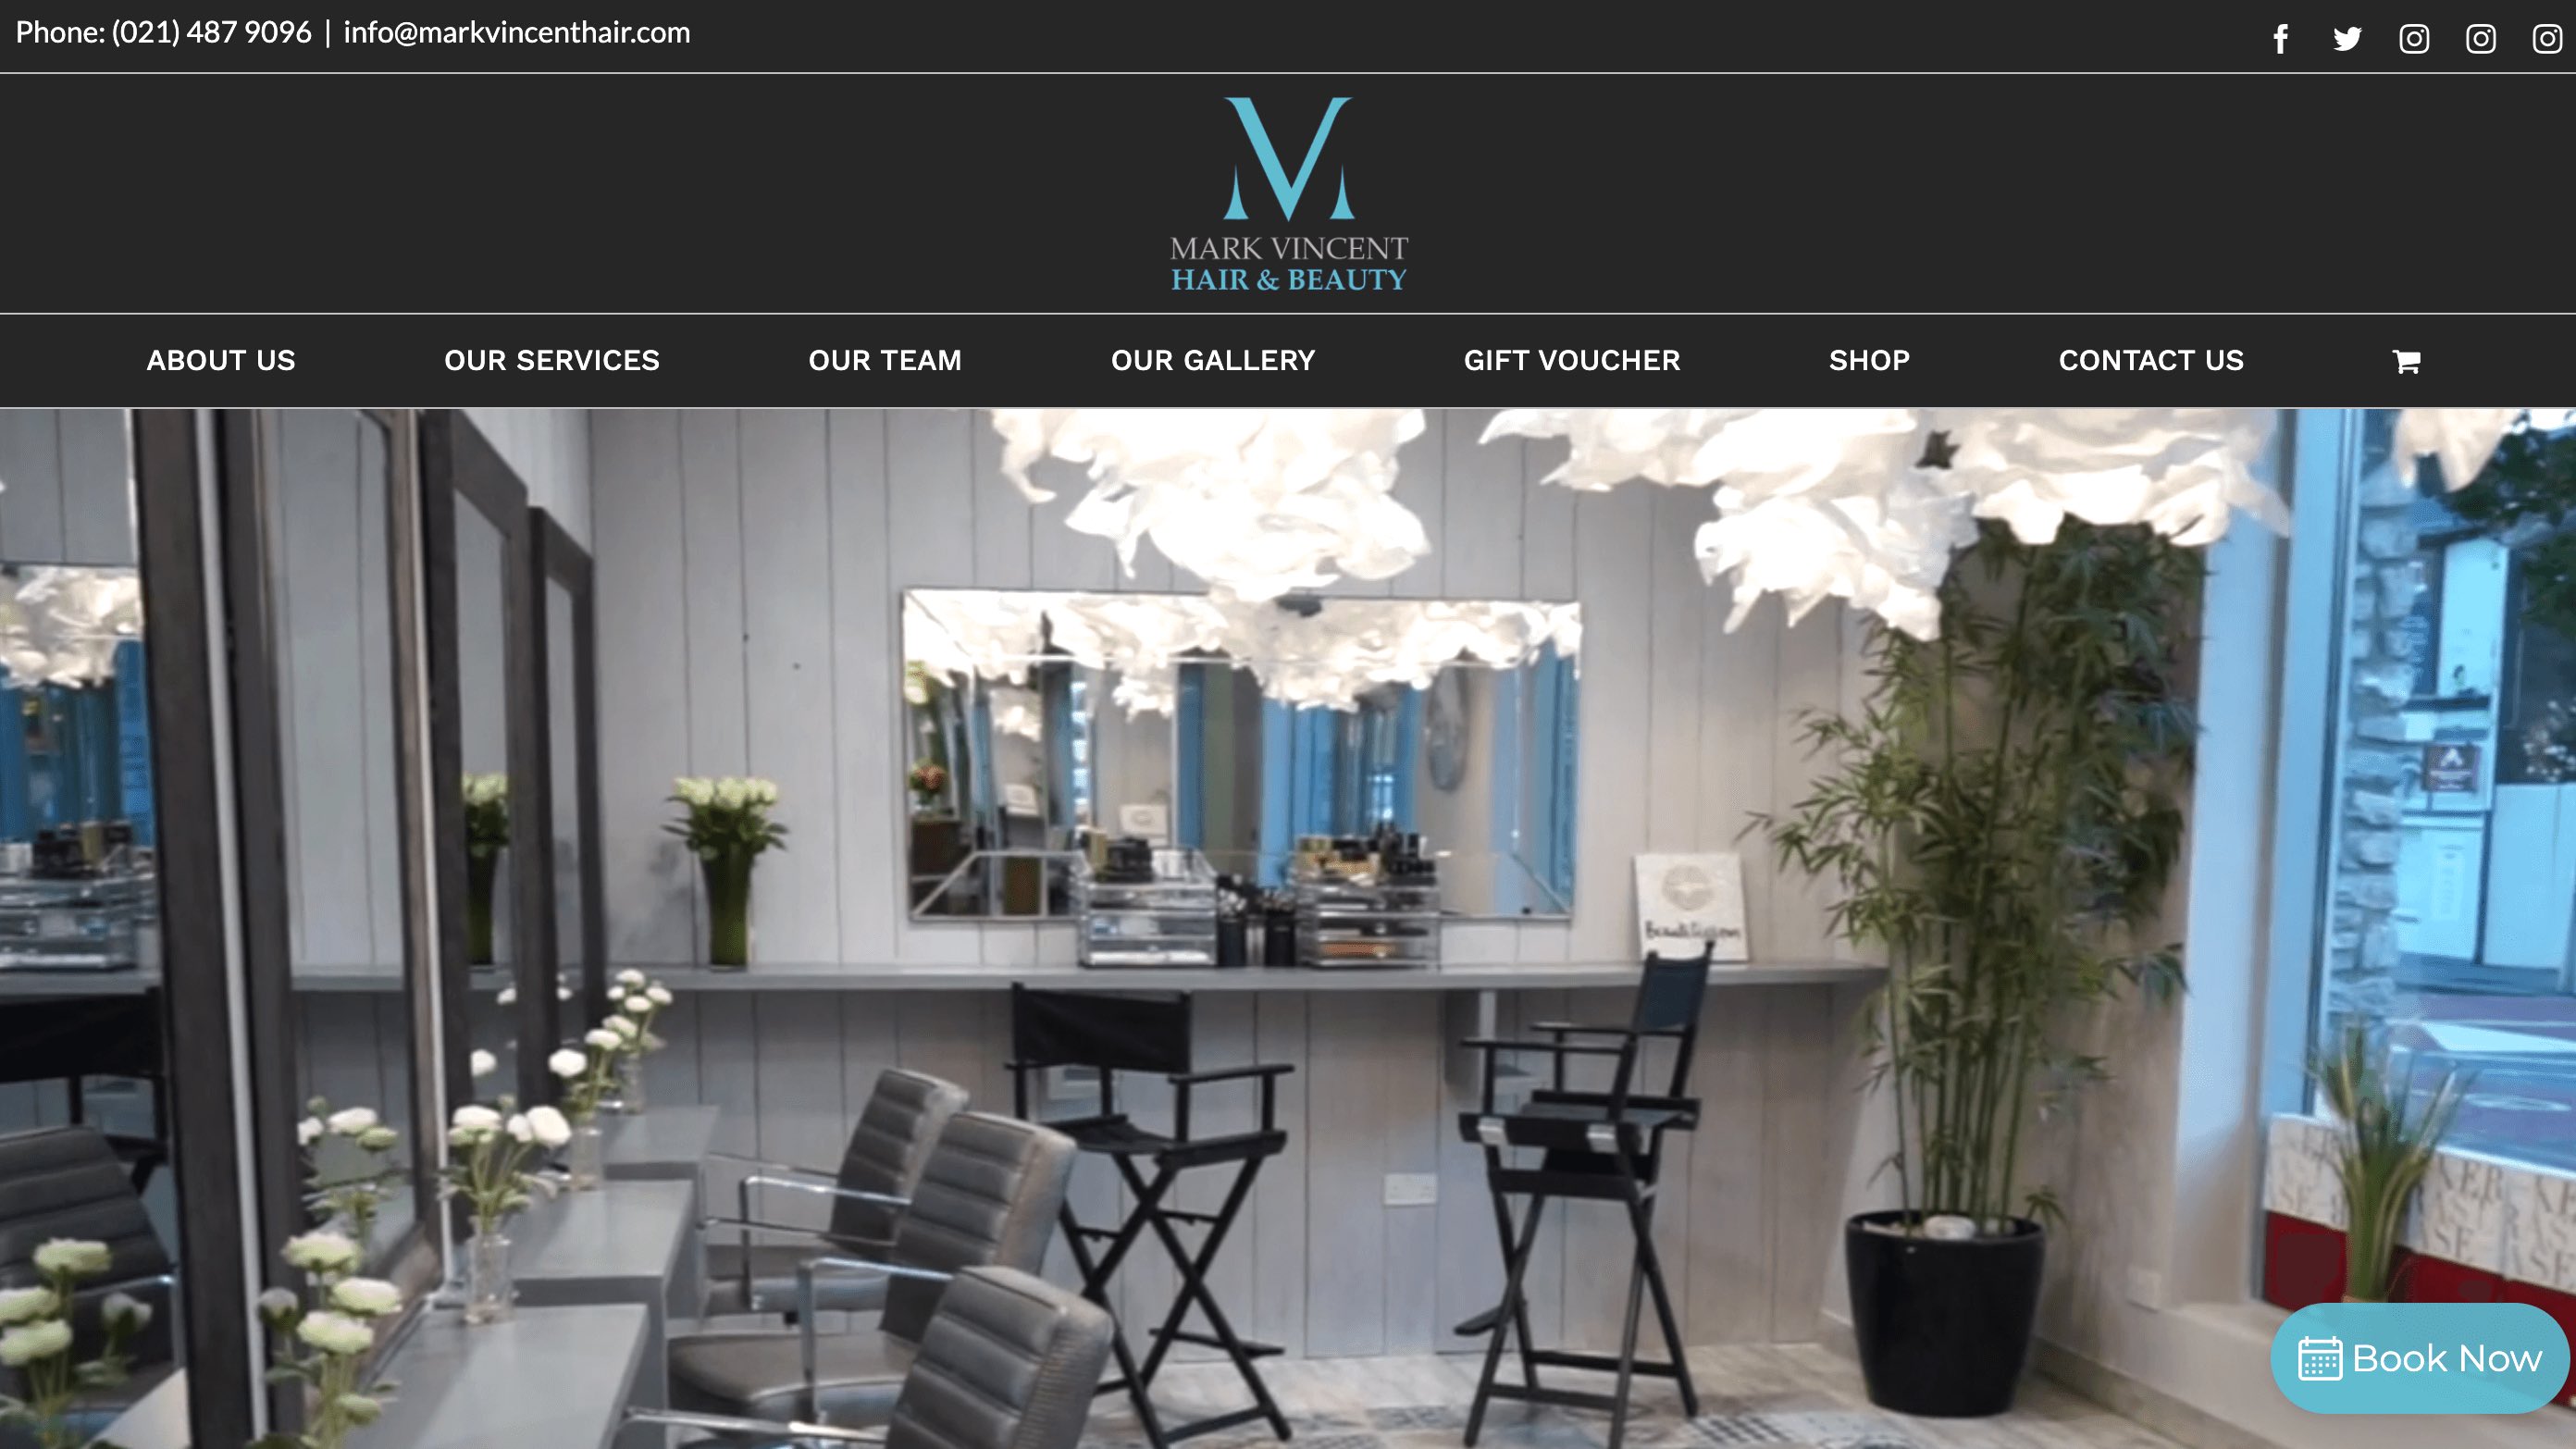 Phone: (021) 487 9096 | info@markvincenthair.com
MARK VINCENT
HAIR & BEAUTY
ABOUT US
OUR SERVICES
OUR TEAM
OUR GALLERY
GIFT VOUCHER
SHOP
CONTACT US
Book Now